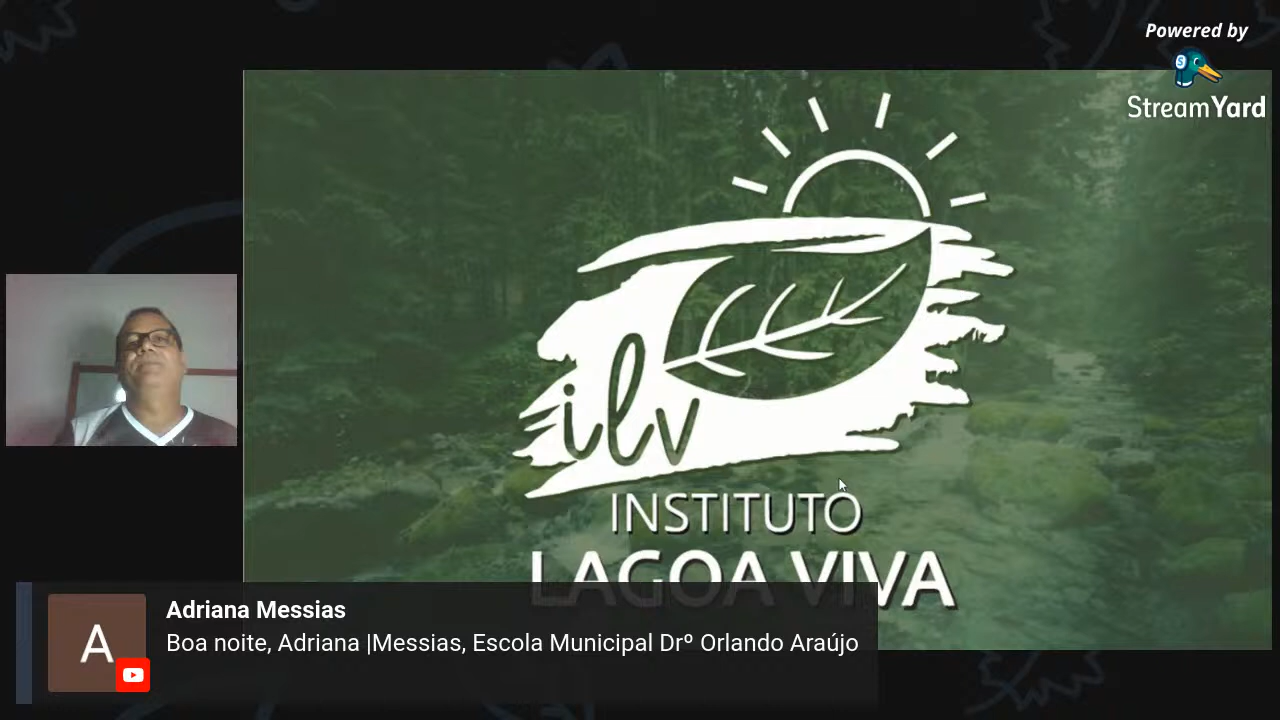 Powered by
StreamYard
ilv
INSTITUTO
LAGOA VIVA
A
Adriana Messias
Boa noite, Adriana |Messias, Escola Municipal Drº Orlando Araújo